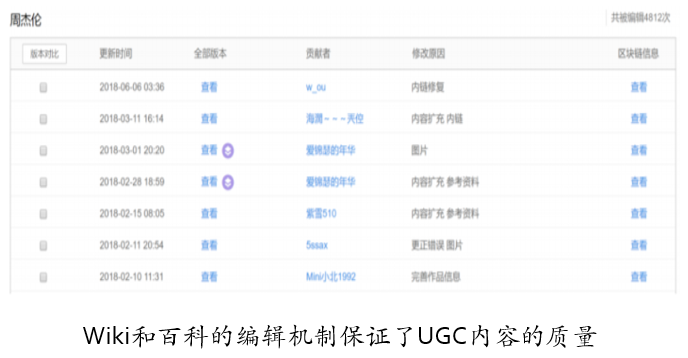 周杰伦 共被编辑4812次
版本对比 更新时间 全部版本 贡献者 修改原因 区块链信息
2018-06-06 03:36 查看 w_ou 内链修复 查看
2018-03-11 16:14 查看 内容扩充 内链 查看
2018-03-01 20:20 查看 爱锦瑟的年华 图片 查看
2018-02-28 18:59 查看 爱锦瑟的年华 内容扩充 参考资料 查看
2018-02-15 08:05 查看 紫雪510 内容扩充 参考资料 查看
2018-02-11 20:54 查看 5ssax 更正错误 图片 查看
2018-02-10 11:31 查看 Mini小北1992 完善作品信息 查看
Wiki和百科的编辑机制保证了UGC内容的质量